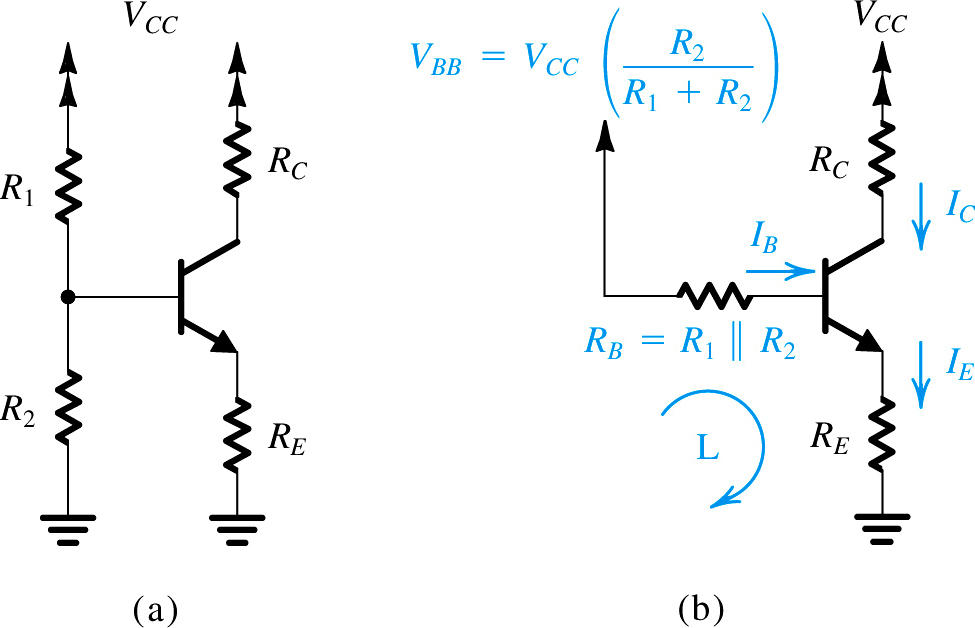 V_CC
R_1
R_C
R_2
R_E
(a)
V_BB = V_CC (R_2 / (R_1 + R_2))
V_CC
R_C
I_C
I_B
R_B = R_1 ∥ R_2
I_E
L
R_E
(b)